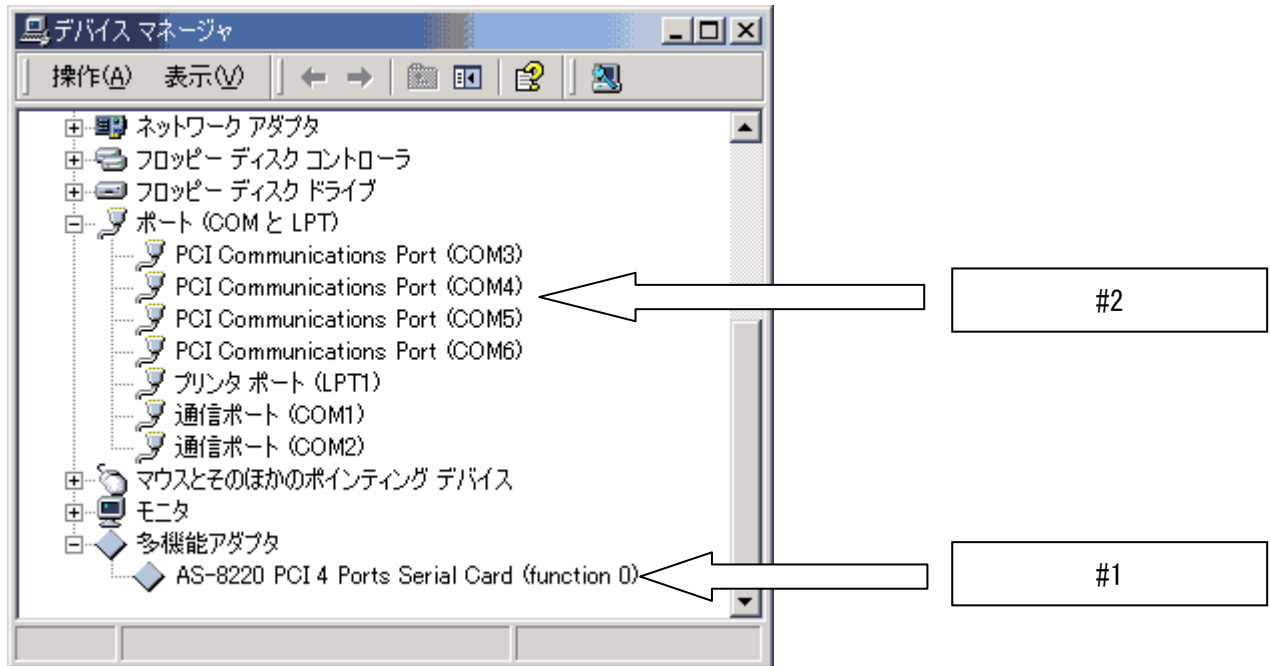 デバイス マネージャ
操作(A) 表示(V)
ネットワーク アダプタ
フロッピー ディスク コントローラ
フロッピー ディスク ドライブ
ポート (COM と LPT)
PCI Communications Port (COM3)
PCI Communications Port (COM4)
PCI Communications Port (COM5)
PCI Communications Port (COM6)
プリンタ ポート (LPT1)
通信ポート (COM1)
通信ポート (COM2)
マウスとそのほかのポインティング デバイス
モニタ
多機能アダプタ
AS-8220 PCI 4 Ports Serial Card (function 0)
#2
#1